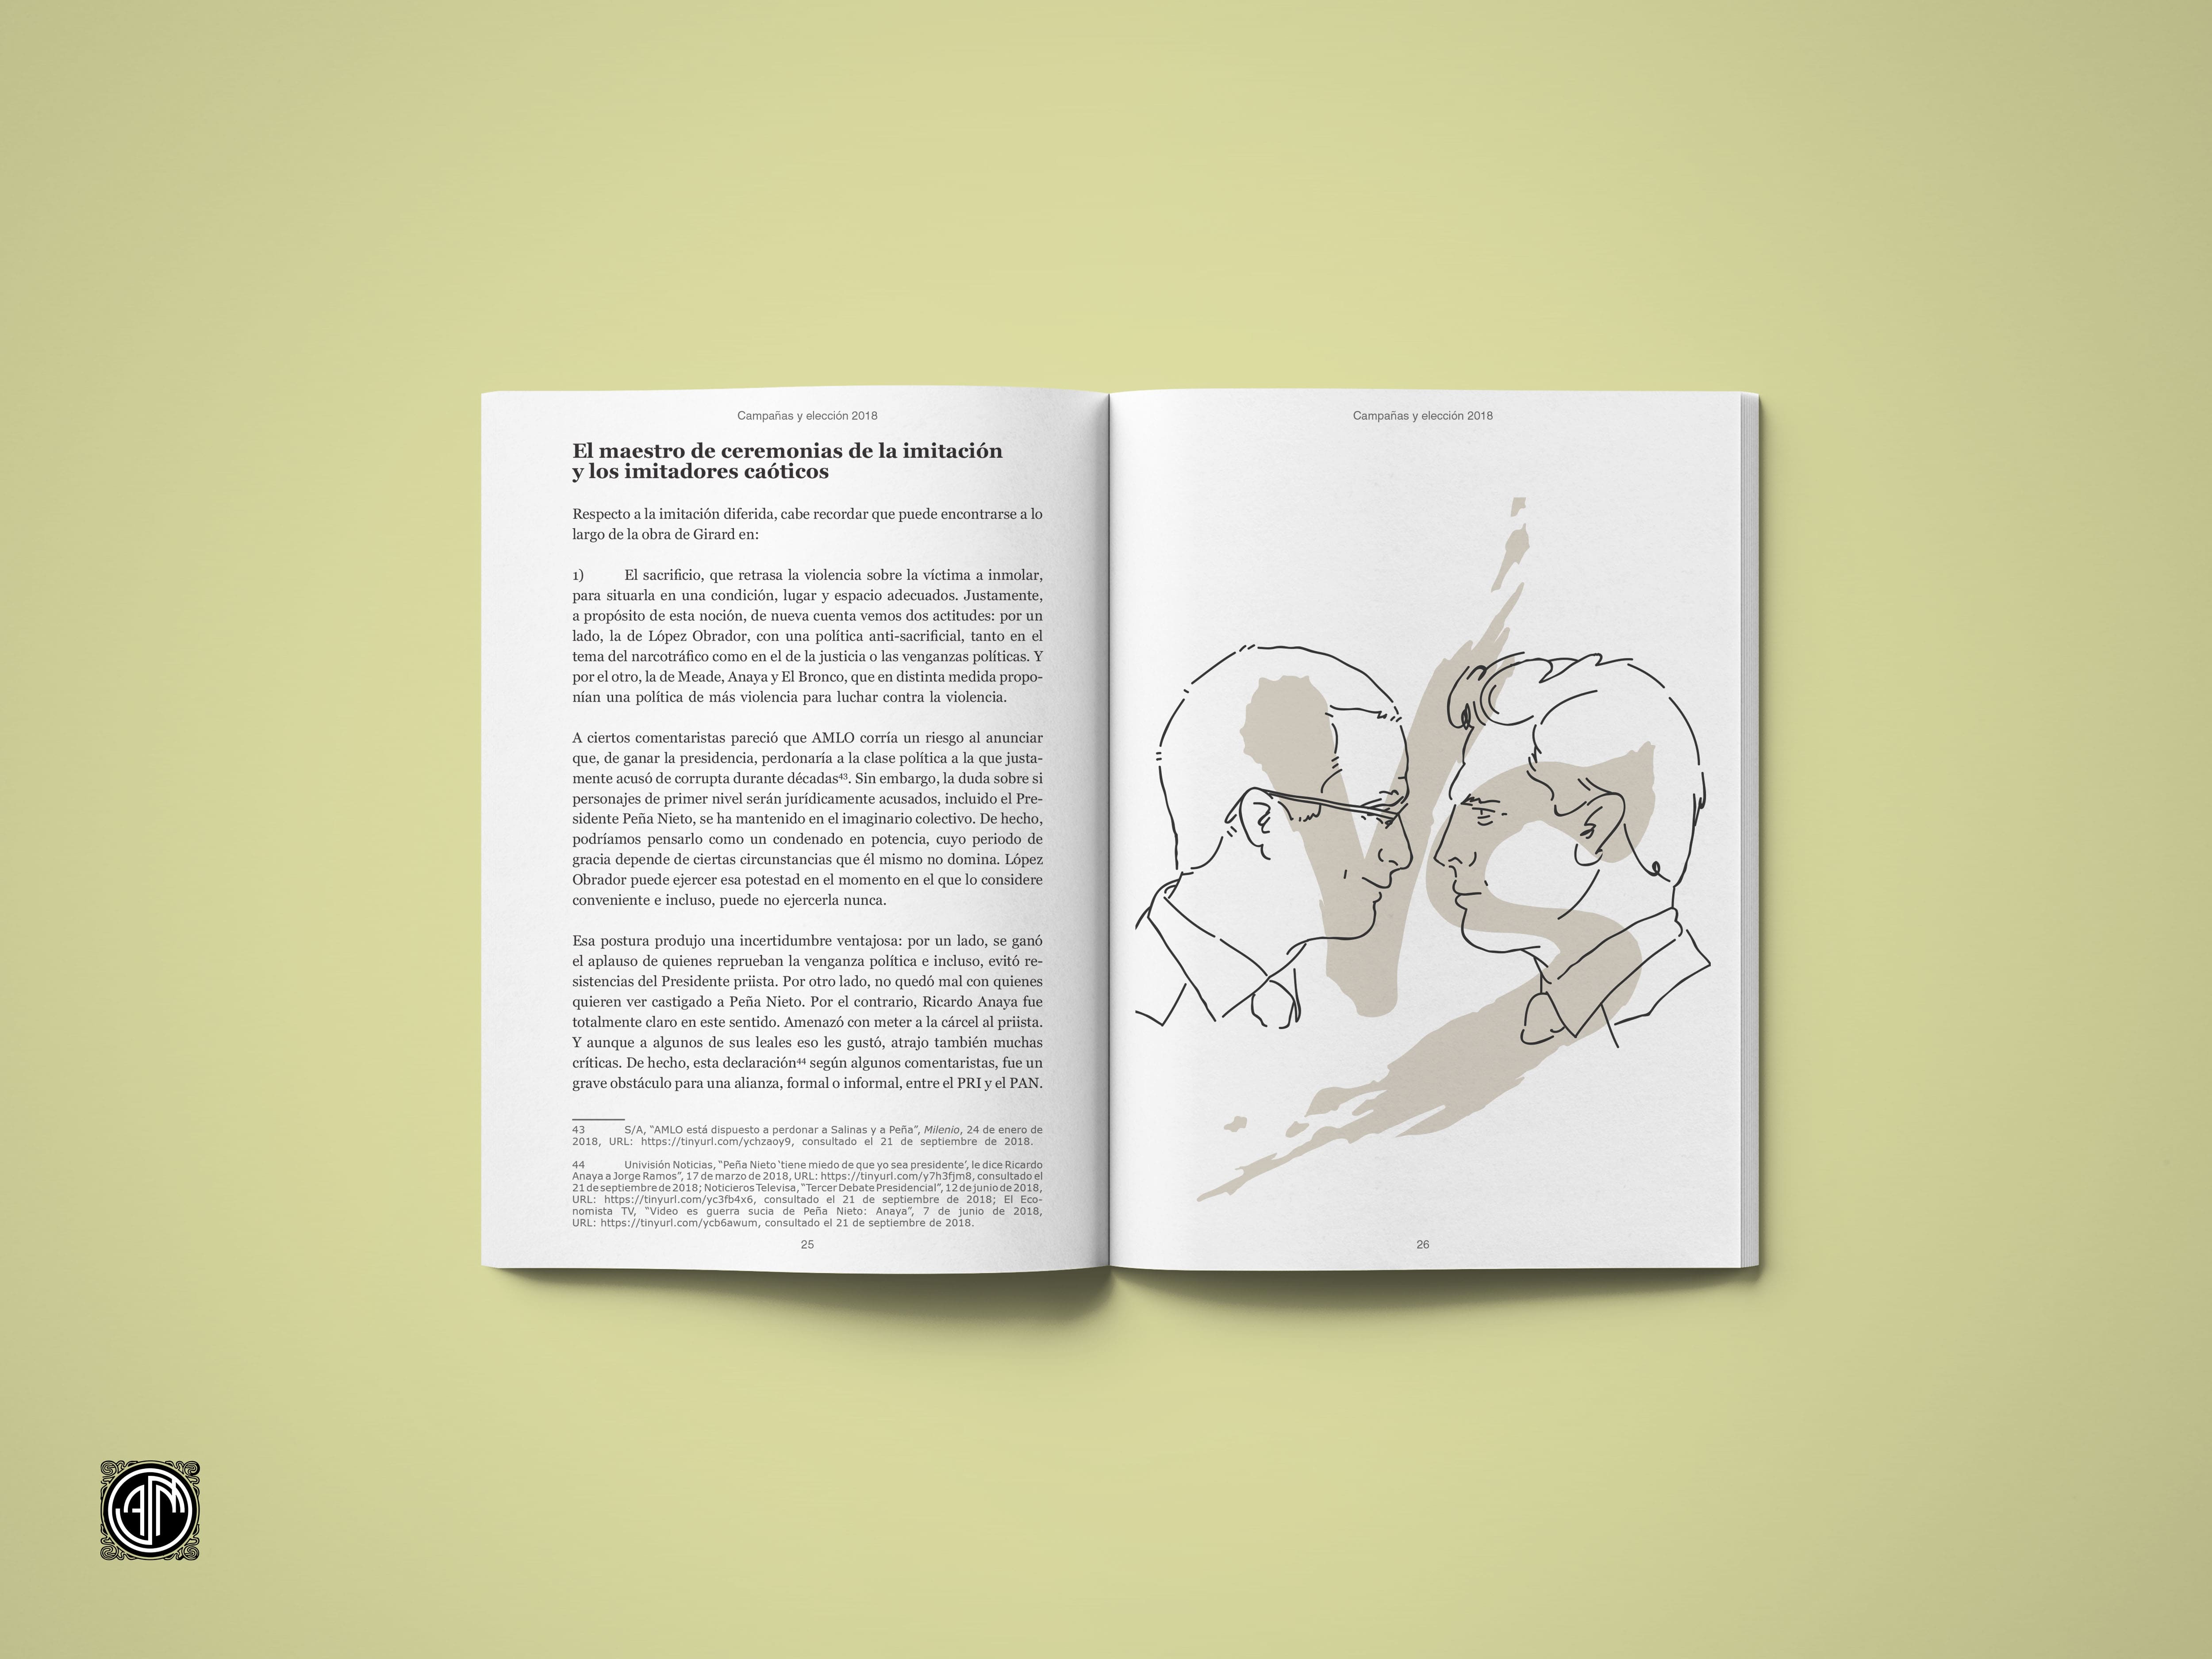 Campañas y elección 2018
El maestro de ceremonias de la imitación
y los imitadores caóticos
Respecto a la imitación diferida, cabe recordar que puede encontrarse a lo
largo de la obra de Girard en:
1) El sacrificio, que retrasa la violencia sobre la víctima a inmolar,
para situarla en una condición, lugar y espacio adecuados. Justamente,
a propósito de esta noción, de nueva cuenta vemos dos actitudes: por un
lado, la de López Obrador, con una política anti-sacrificial, tanto en el
tema del narcotráfico como en el de la justicia o las venganzas políticas. Y
por el otro, la de Meade, Anaya y El Bronco, que en distinta medida propo-
nían una política de más violencia para luchar contra la violencia.
A ciertos comentaristas pareció que AMLO corría un riesgo al anunciar
que, de ganar la presidencia, perdonaría a la clase política a la que justa-
mente acusó de corrupta durante décadas⁴³. Sin embargo, la duda sobre si
personajes de primer nivel serán jurídicamente acusados, incluido el Pre-
sidente Peña Nieto, se ha mantenido en el imaginario colectivo. De hecho,
podríamos pensarlo como un condenado en potencia, cuyo periodo de
gracia depende de ciertas circunstancias que él mismo no domina. López
Obrador puede ejercer esa potestad en el momento en el que lo considere
conveniente e incluso, puede no ejercerla nunca.
Esa postura produjo una incertidumbre ventajosa: por un lado, se ganó
el aplauso de quienes reprueban la venganza política e incluso, evitó re-
sistencias del Presidente priista. Por otro lado, no quedó mal con quienes
quieren ver castigado a Peña Nieto. Por el contrario, Ricardo Anaya fue
totalmente claro en este sentido. Amenazó con meter a la cárcel al priista.
Y aunque a algunos de sus leales eso les gustó, atrajo también muchas
críticas. De hecho, esta declaración⁴⁴ según algunos comentaristas, fue un
grave obstáculo para una alianza, formal o informal, entre el PRI y el PAN.
43 S/A, “AMLO está dispuesto a perdonar a Salinas y a Peña”, Milenio, 24 de enero de
2018, URL: https://tinyurl.com/ychzaoy9, consultado el 21 de septiembre de 2018.
44 Univisión Noticias, “Peña Nieto ‘tiene miedo de que yo sea presidente’, le dice Ricardo
Anaya a Jorge Ramos”, 17 de marzo de 2018, URL: https://tinyurl.com/y7h3fjm8, consultado el
21 de septiembre de 2018; Noticieros Televisa, “Tercer Debate Presidencial”, 12 de junio de 2018,
URL: https://tinyurl.com/yc3fb4x6, consultado el 21 de septiembre de 2018; El Eco-
nomista TV, “Video es guerra sucia de Peña Nieto: Anaya”, 7 de junio de 2018,
URL: https://tinyurl.com/ycb6awum, consultado el 21 de septiembre de 2018.
25
Campañas y elección 2018
VS
26